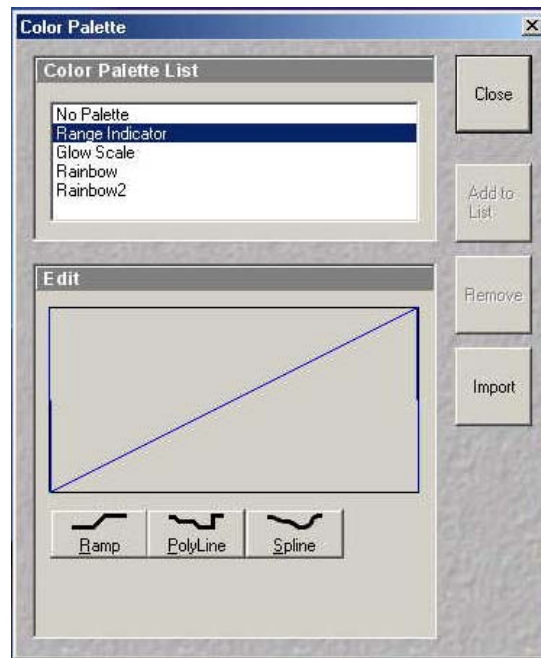 Color Palette
Color Palette List
No Palette
Range Indicator
Glow Scale
Rainbow
Rainbow2
Close
Add to
List
Remove
Import
Edit
Ramp
PolyLine
Spline